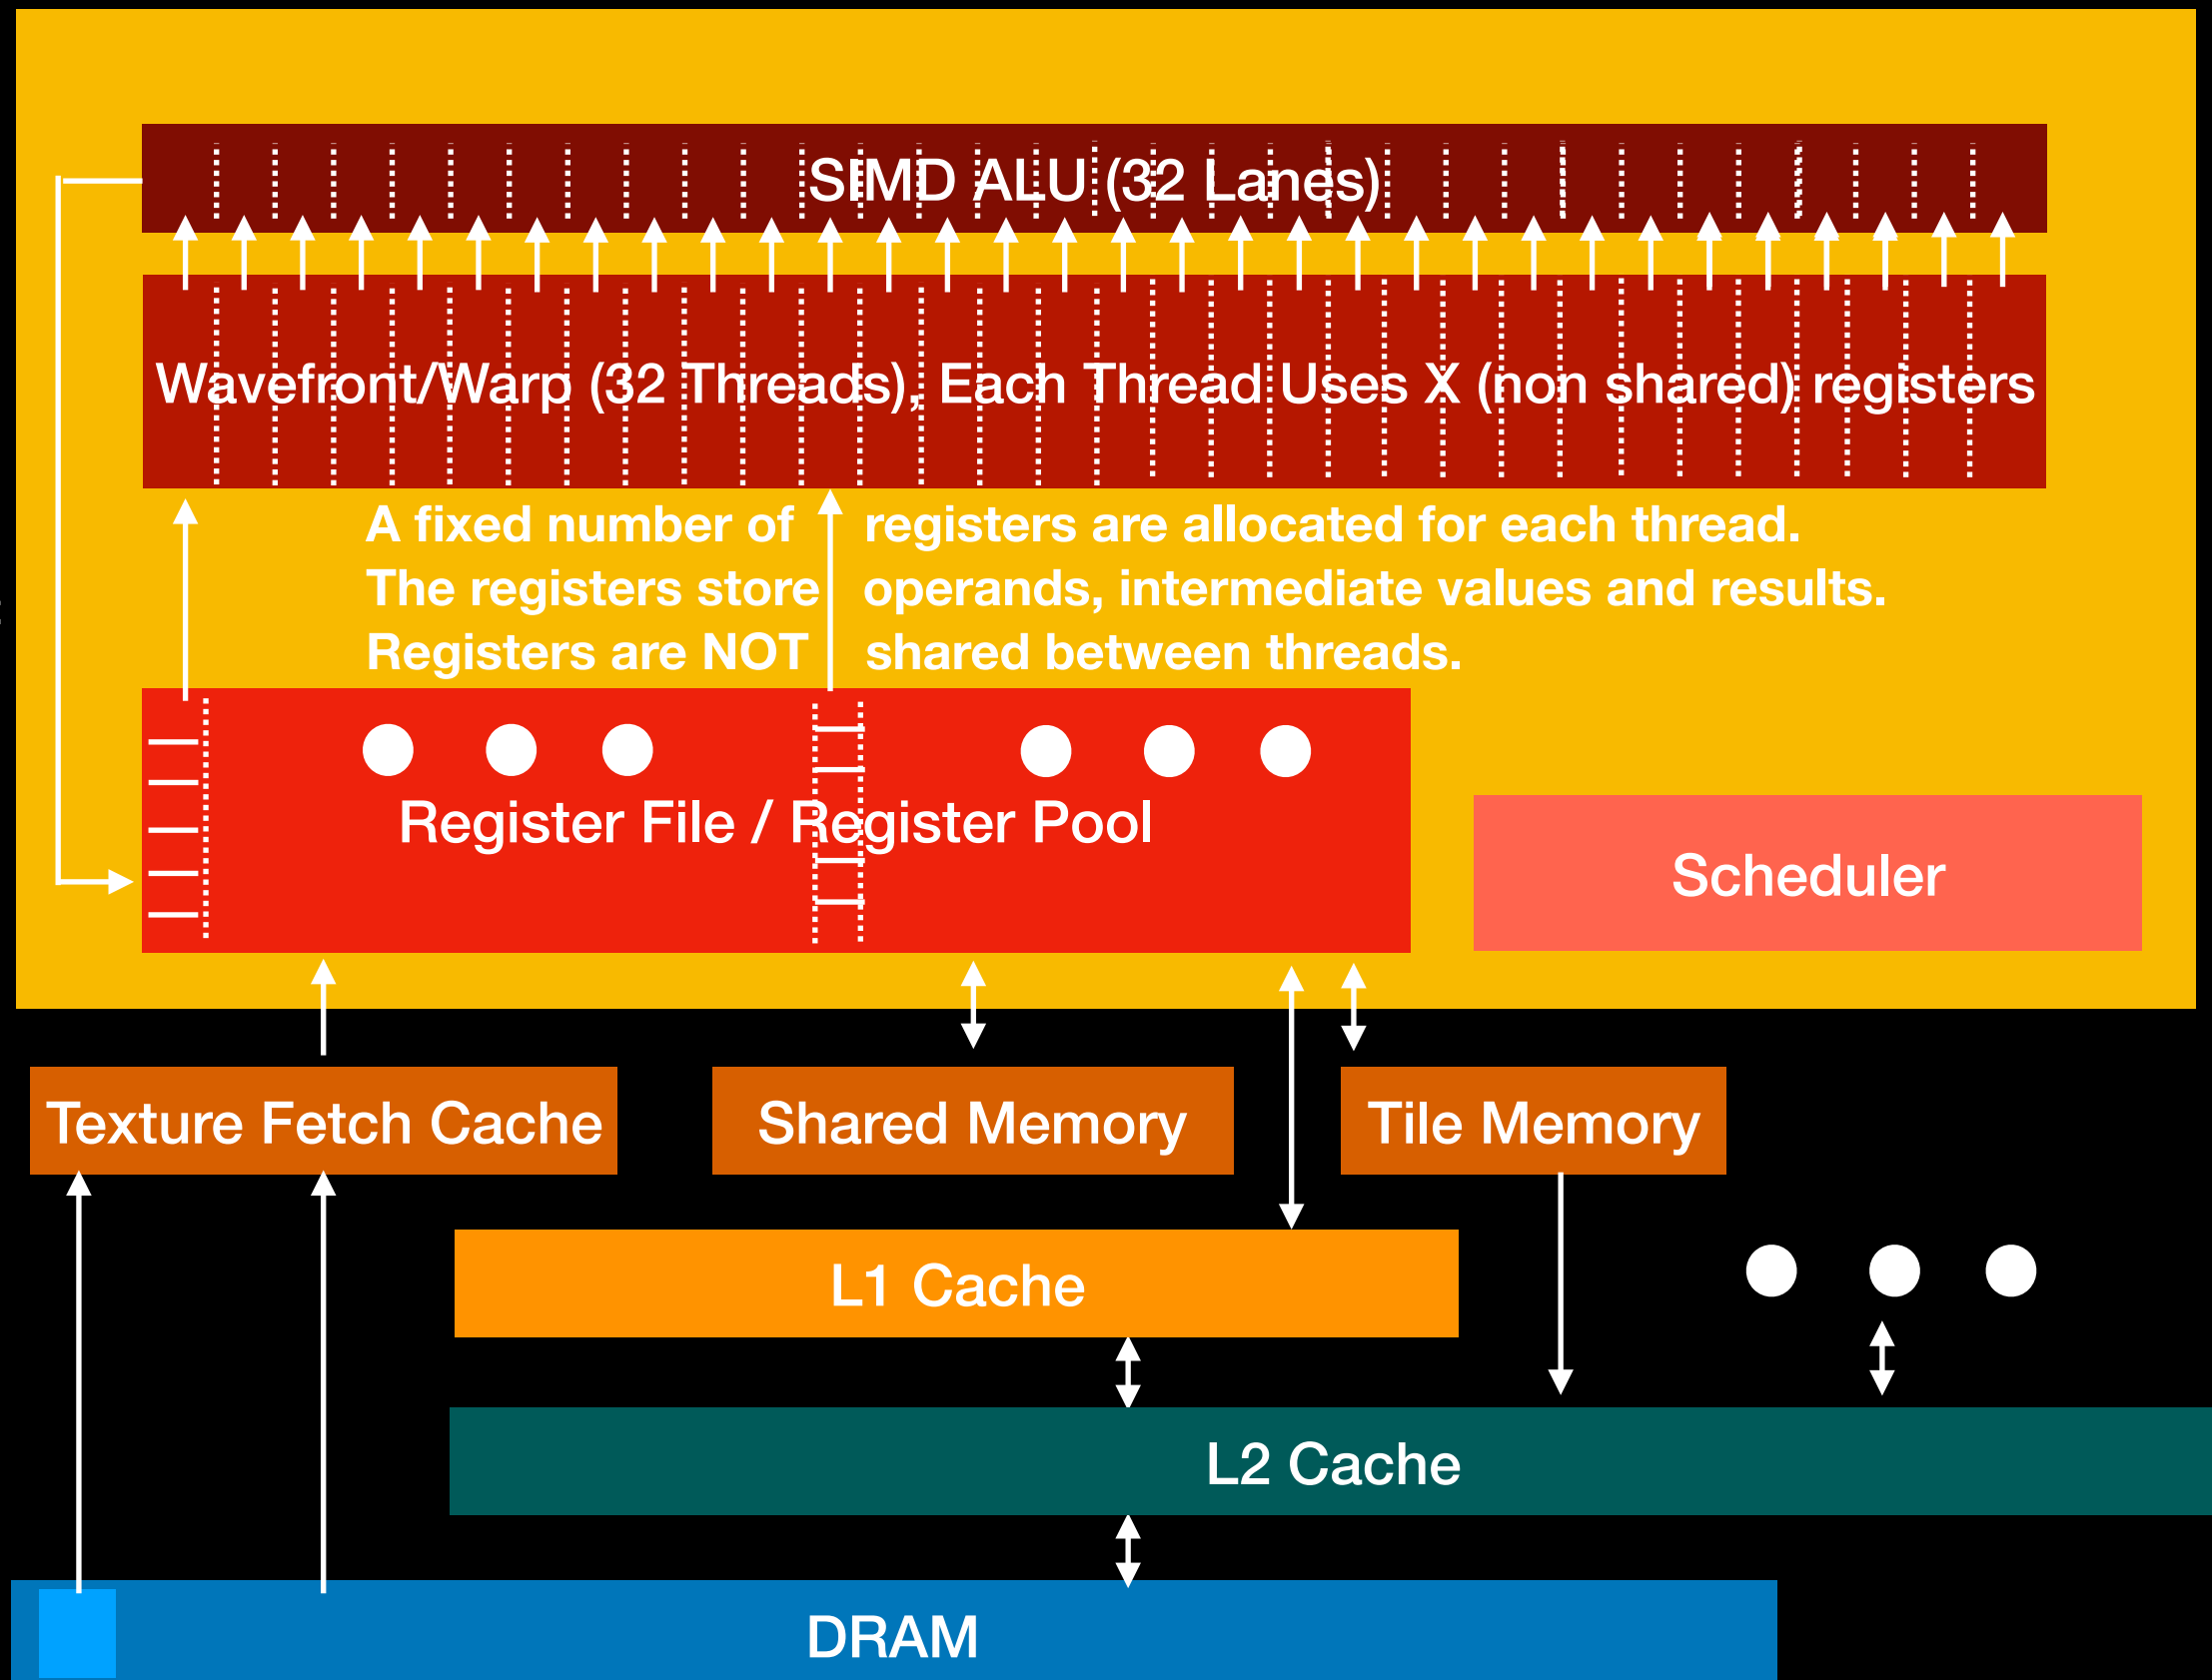 SIMD ALU (32 Lanes)
Wavefront/Warp (32 Threads), Each Thread Uses X (non shared) registers
A fixed number of registers are allocated for each thread.
The registers store operands, intermediate values and results.
Registers are NOT shared between threads.
Register File / Register Pool
Scheduler
Texture Fetch Cache
Shared Memory
Tile Memory
L1 Cache
L2 Cache
DRAM